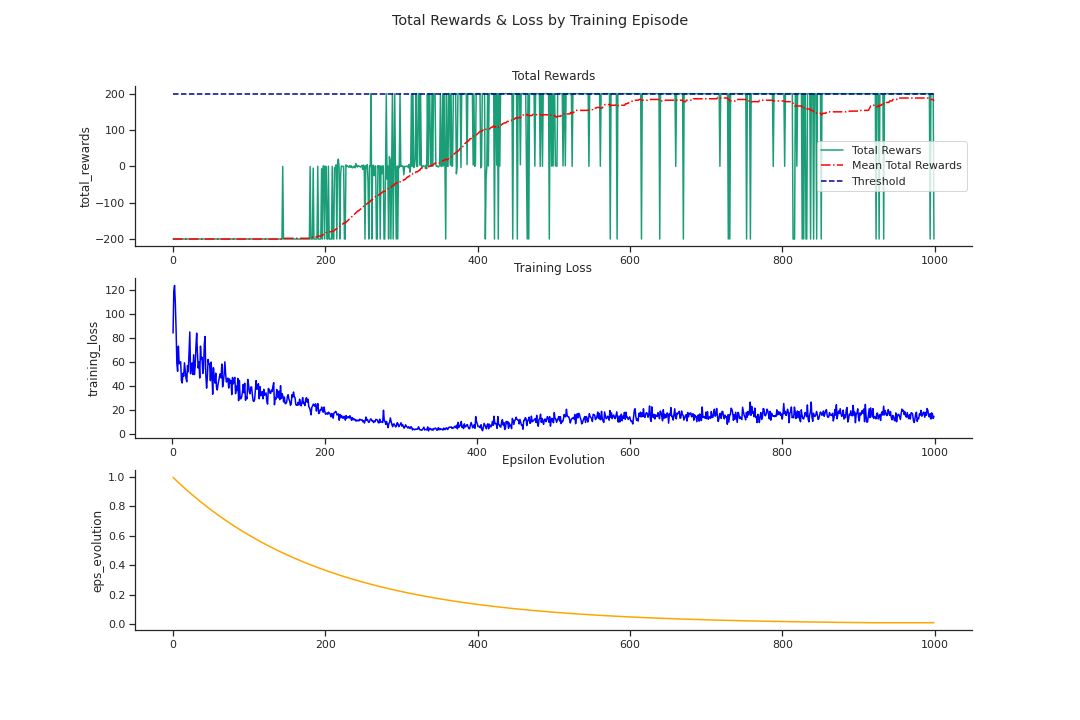 Total Rewards & Loss by Training Episode
Total Rewards
total_rewards
200
100
0
−100
−200
0 200 400 600 800 1000
Total Rewars
Mean Total Rewards
Threshold
Training Loss
training_loss
120
100
80
60
40
20
0
0 200 400 600 800 1000
Epsilon Evolution
eps_evolution
1.0
0.8
0.6
0.4
0.2
0.0
0 200 400 600 800 1000